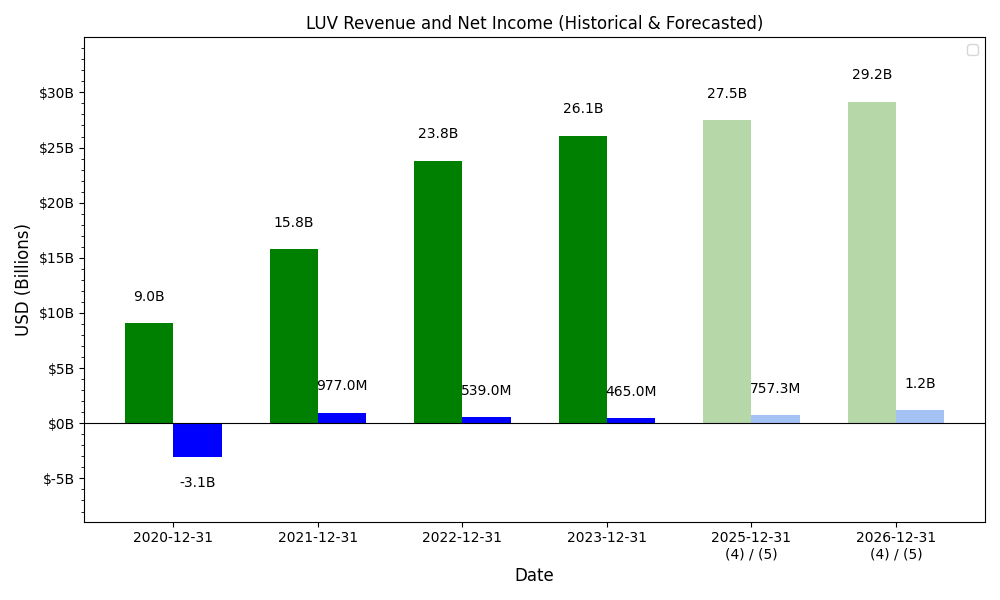 LUV Revenue and Net Income (Historical & Forecasted)
USD (Billions)
$30B
$25B
$20B
$15B
$10B
$5B
$0B
$-5B
9.0B
-3.1B
15.8B
977.0M
23.8B
539.0M
26.1B
465.0M
27.5B
757.3M
29.2B
1.2B
2020-12-31
2021-12-31
2022-12-31
2023-12-31
2025-12-31
(4) / (5)
2026-12-31
(4) / (5)
Date